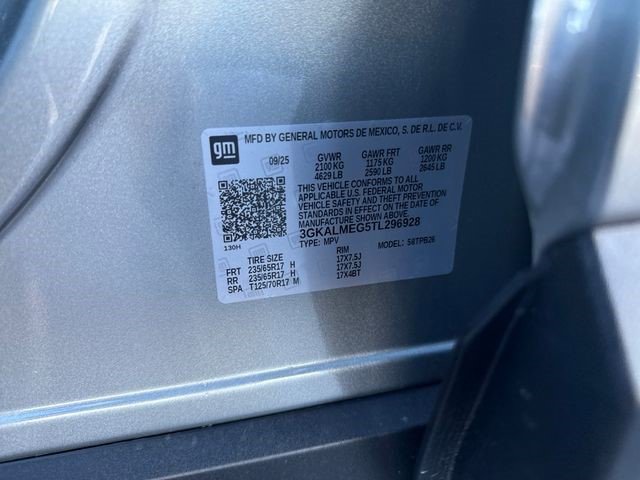 gm
MFD BY GENERAL MOTORS DE MEXICO, S. DE R.L. DE C.V.
09/25 GVWR GAWR FRT GAWR RR
2100 KG 1175 KG 1200 KG
4629 LB 2590 LB 2645 LB
THIS VEHICLE CONFORMS TO ALL
APPLICABLE U.S. FEDERAL MOTOR
VEHICLE SAFETY AND THEFT PREVENTION
STANDARDS IN EFFECT ON THE DATE OF
MANUFACTURE SHOWN ABOVE.
3GKALMEG5TL296928
130H TYPE: MPV MODEL: 58TPB26
TIRE SIZE RIM
FRT 235/65R17 H 17X7.5J
RR 235/65R17 H 17X7.5J
SPA T125/70R17 M 17X4BT